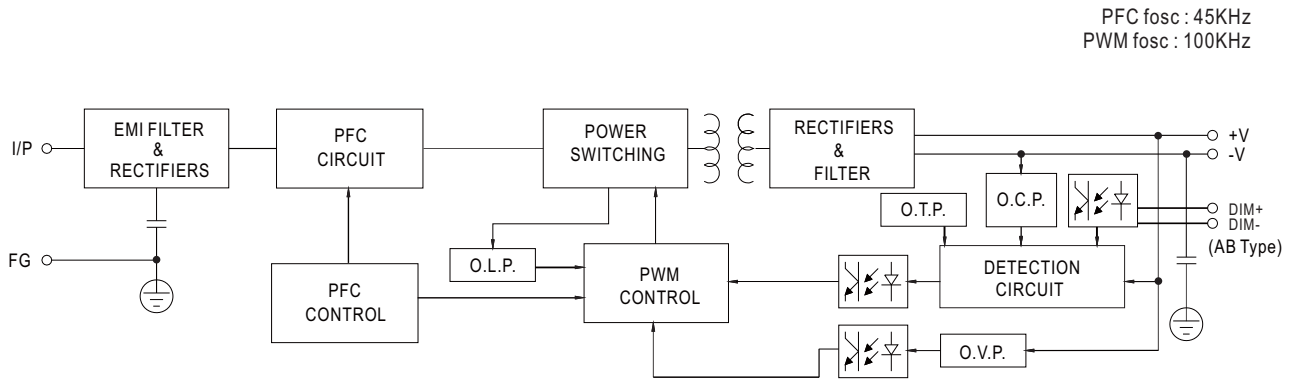 PFC fosc : 45KHz
PWM fosc : 100KHz
I/P
EMI FILTER
&
RECTIFIERS
PFC
CIRCUIT
POWER
SWITCHING
RECTIFIERS
&
FILTER
+V
-V
O.T.P.
O.C.P.
DIM+
DIM-
(AB Type)
FG
O.L.P.
PFC
CONTROL
PWM
CONTROL
DETECTION
CIRCUIT
O.V.P.